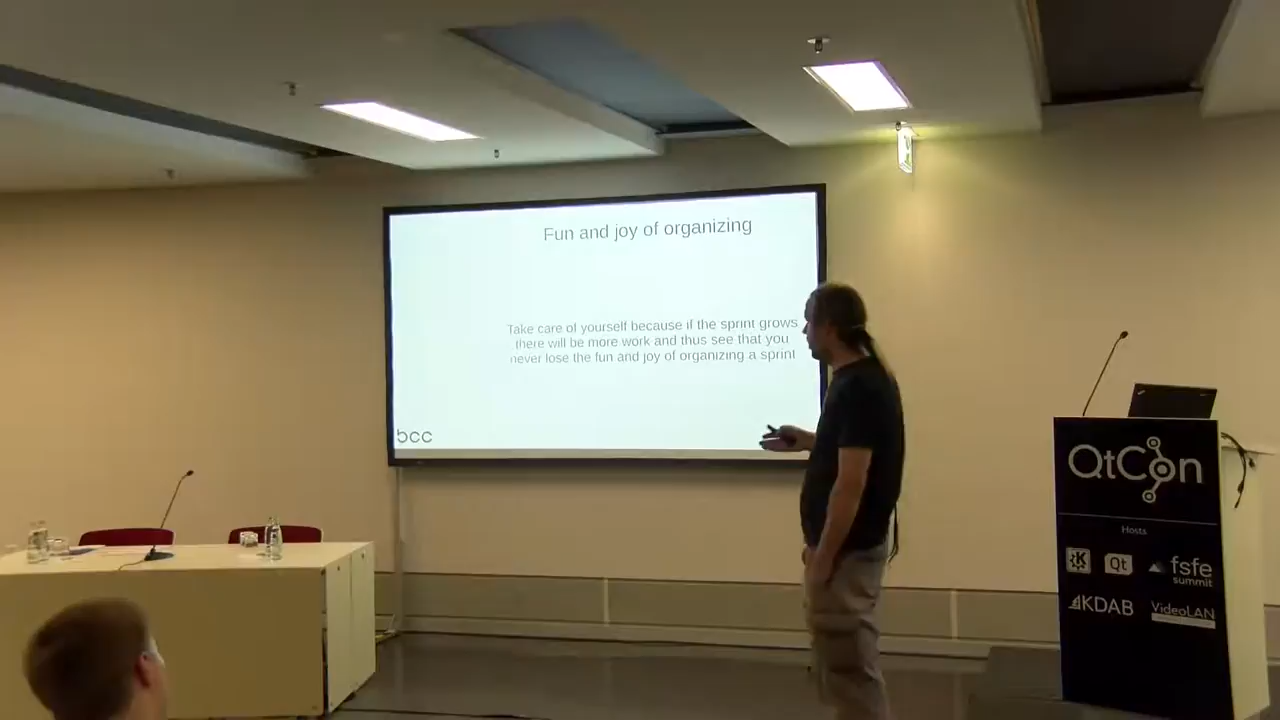 Fun and joy of organizing
Take care of yourself because if the sprint grows
there will be more work and thus see that you
never lose the fun and joy of organizing a sprint
bcc
QtCon
Hosts
K
Qt
fsfe
summit
KDAB
VideoLAN